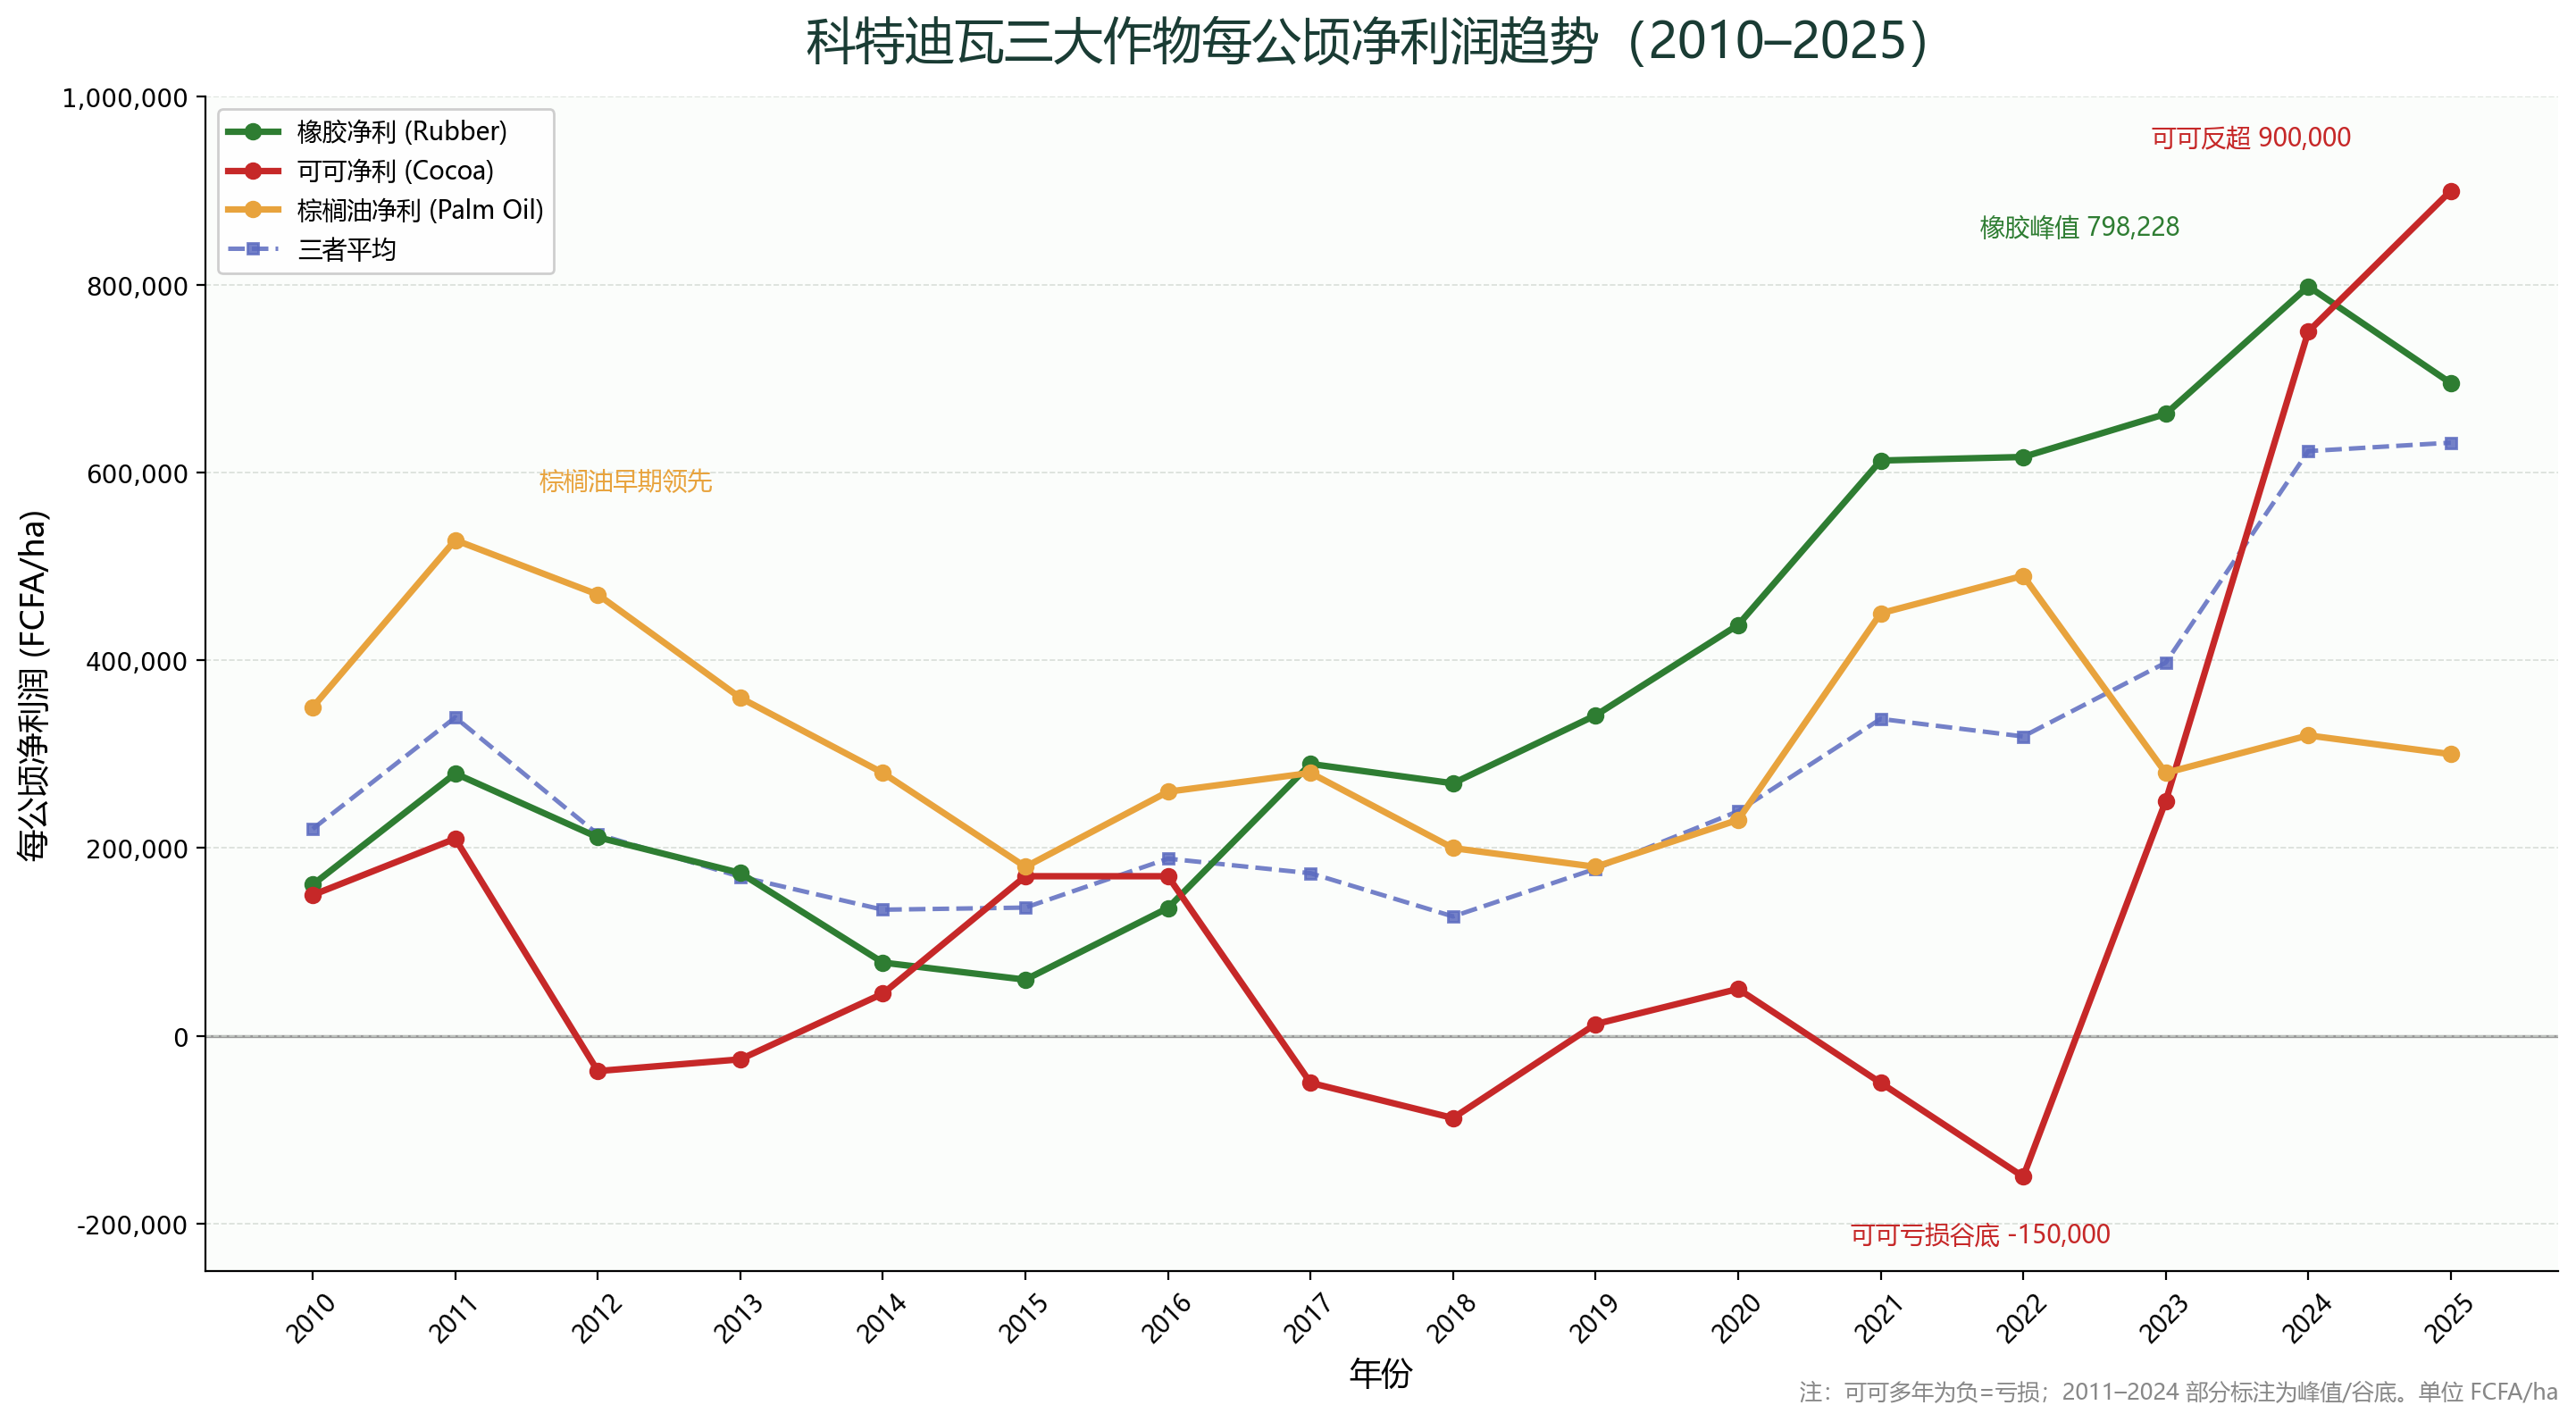 科特迪瓦三大作物每公顷净利润趋势（2010–2025）
橡胶净利 (Rubber)
可可净利 (Cocoa)
棕榈油净利 (Palm Oil)
三者平均
可可反超 900,000
橡胶峰值 798,228
棕榈油早期领先
可可亏损谷底 -150,000
每公顷净利润 (FCFA/ha)
1,000,000
800,000
600,000
400,000
200,000
0
-200,000
2010 2011 2012 2013 2014 2015 2016 2017 2018 2019 2020 2021 2022 2023 2024 2025
年份
注：可可多年为负=亏损；2011–2024 部分标注为峰值/谷底。单位 FCFA/ha